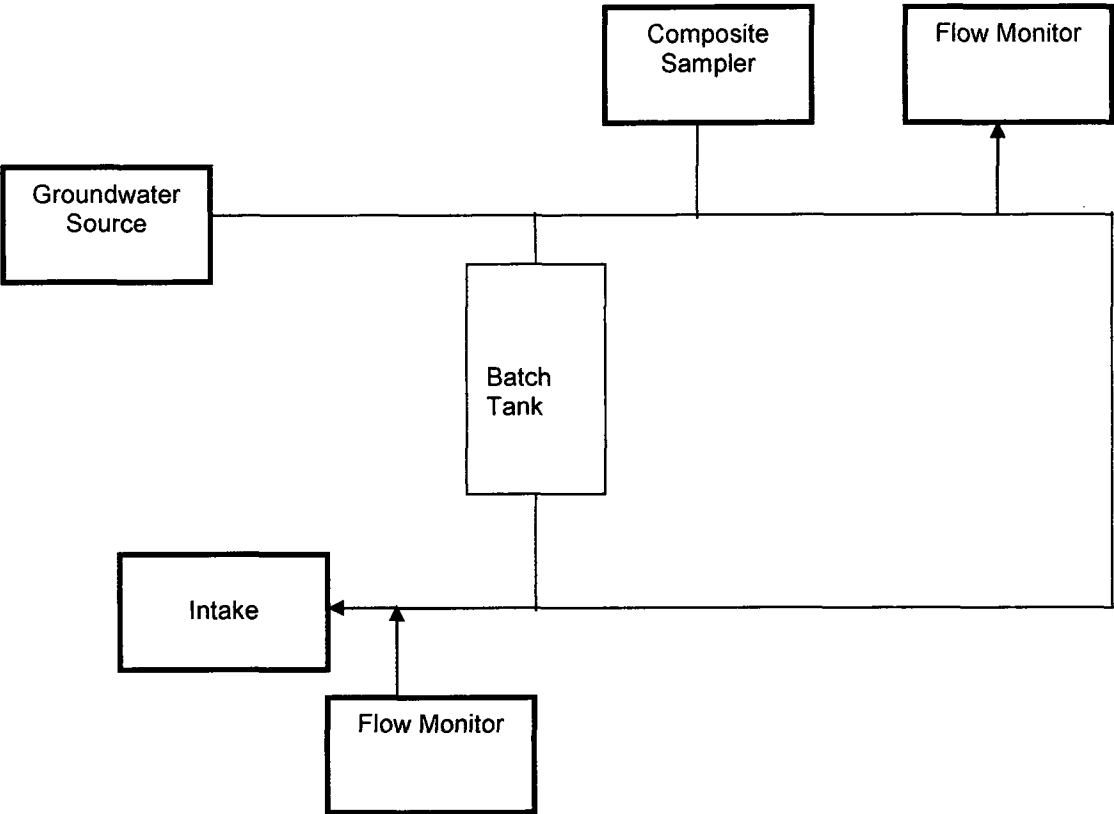 Composite
Sampler
Flow Monitor
Groundwater
Source
Batch
Tank
Intake
Flow Monitor